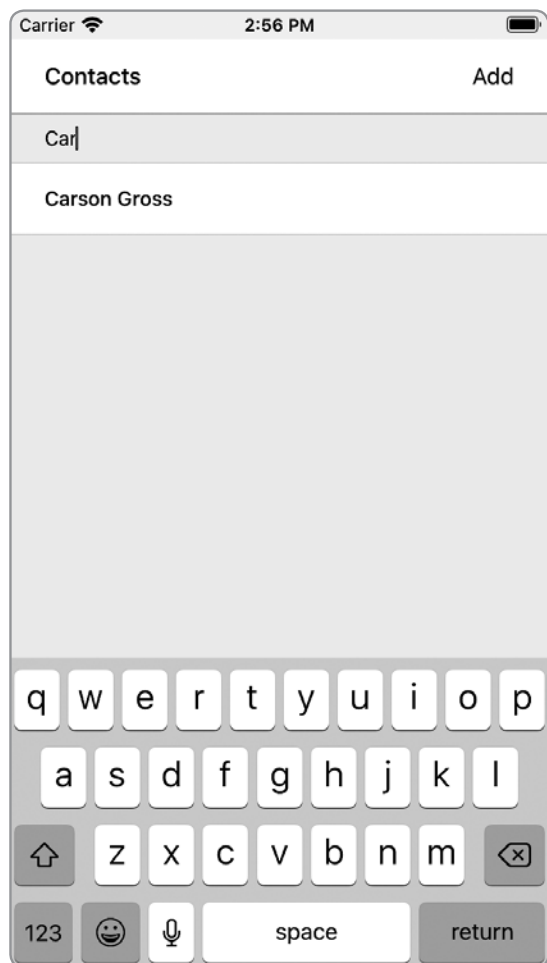 Carrier 2:56 PM
Contacts Add
Car
Carson Gross
q w e r t y u i o p
a s d f g h j k l
z x c v b n m
123 space return